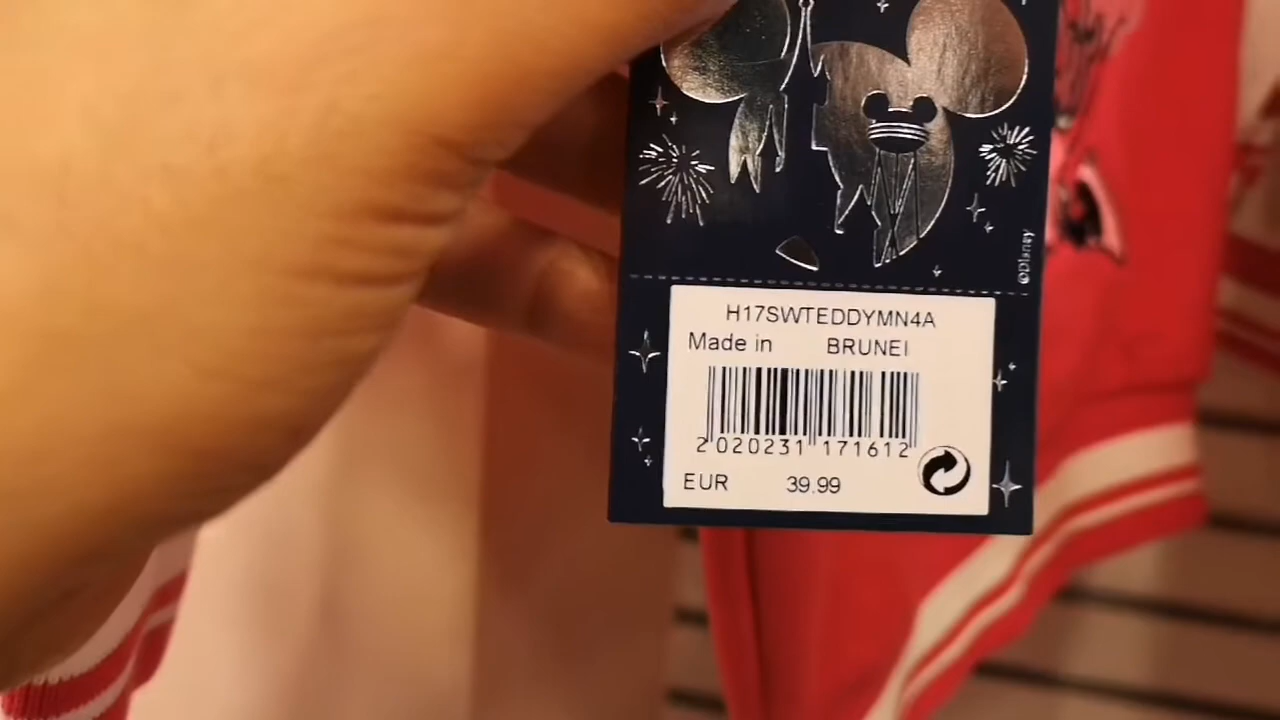 ©Disney
H17SWTEDDYMN4A
Made in BRUNEI
2 020231 171612
EUR 39.99